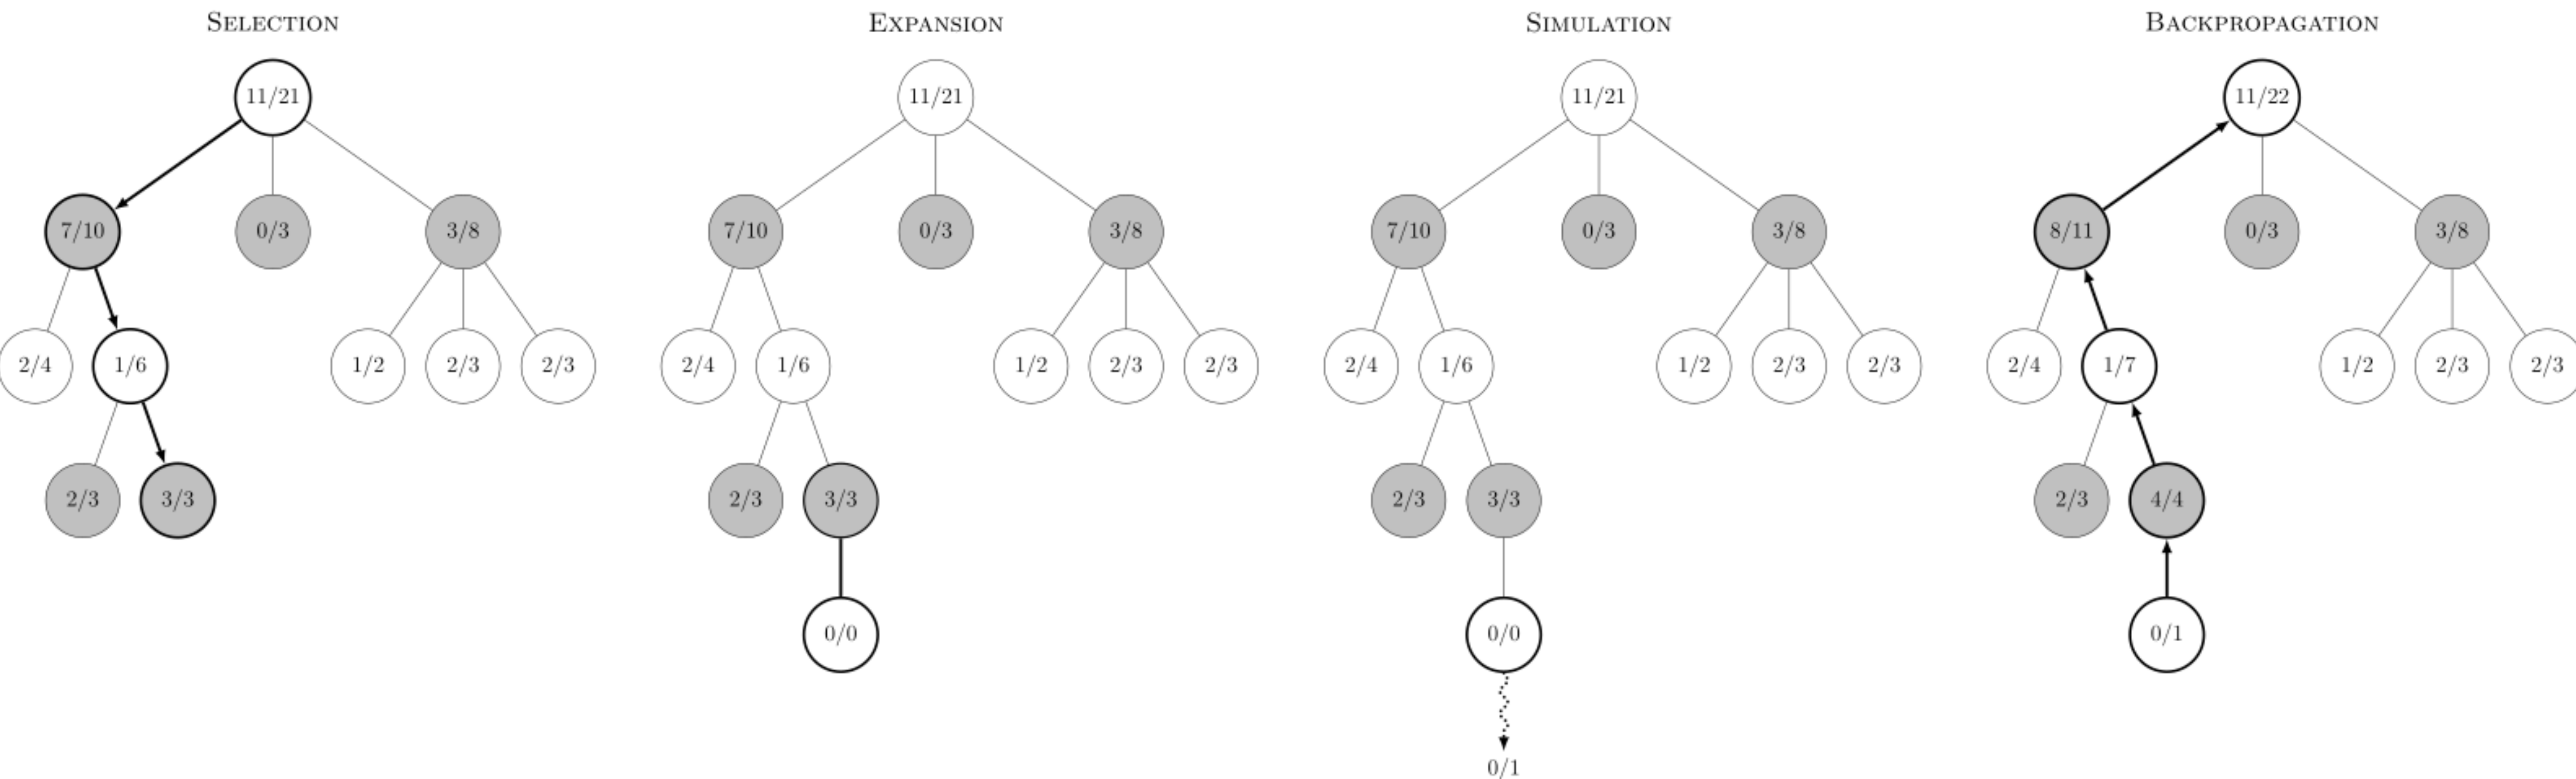 SELECTION
11/21
7/10 0/3 3/8
2/4 1/6 1/2 2/3 2/3
2/3 3/3
EXPANSION
11/21
7/10 0/3 3/8
2/4 1/6 1/2 2/3 2/3
2/3 3/3
0/0
SIMULATION
11/21
7/10 0/3 3/8
2/4 1/6 1/2 2/3 2/3
2/3 3/3
0/0
0/1
BACKPROPAGATION
11/22
8/11 0/3 3/8
2/4 1/7 1/2 2/3 2/3
2/3 4/4
0/1